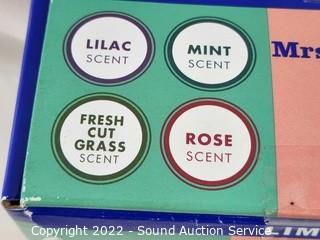 LILAC
SCENT
MINT
SCENT
Mrs
FRESH
CUT
GRASS
SCENT
ROSE
SCENT
Copyright 2022 - Sound Auction Service